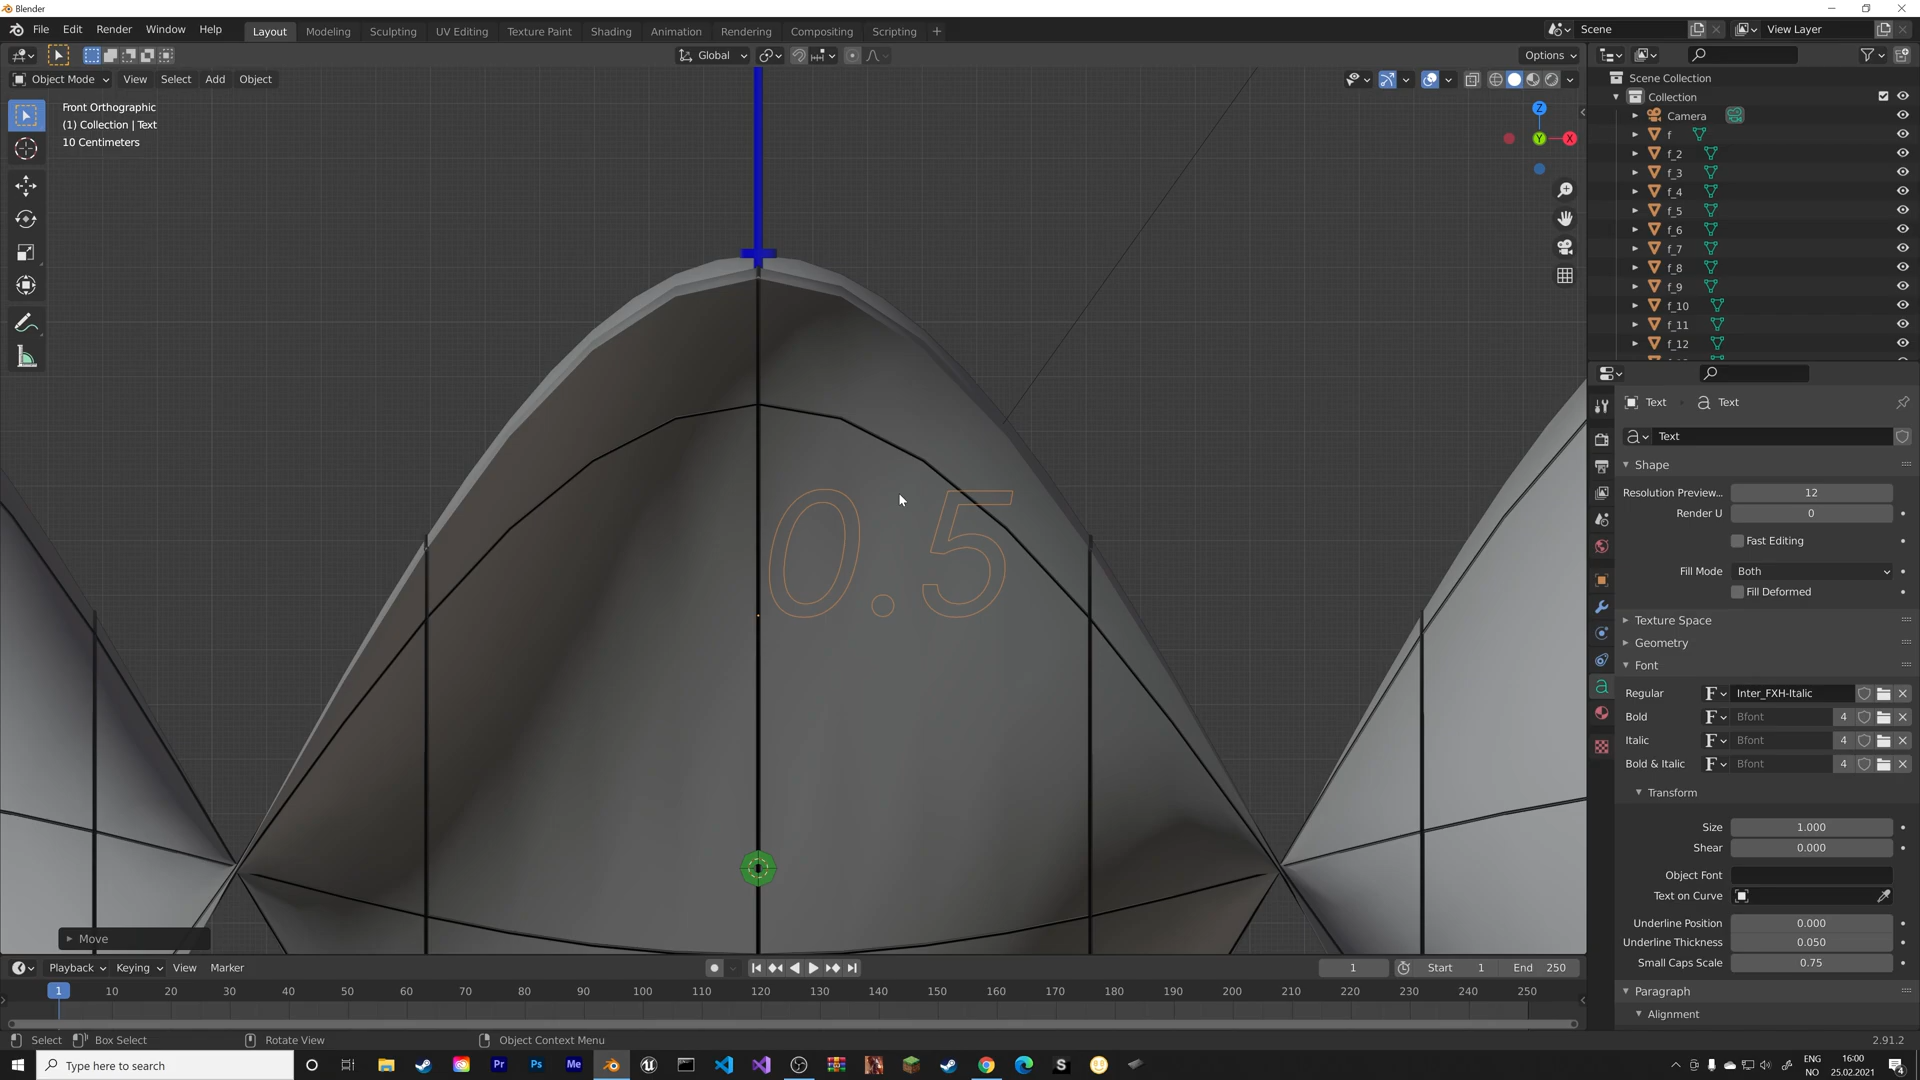 Blender
File Edit Render Window Help
Layout Modeling Sculpting UV Editing Texture Paint Shading Animation Rendering Compositing Scripting +
Scene View Layer
Global Options
Object Mode View Select Add Object
Front Orthographic
(1) Collection | Text
10 Centimeters
Z
Y X
0.5
Move
Scene Collection
Collection
Camera
f
f_2
f_3
f_4
f_5
f_6
f_7
f_8
f_9
f_10
f_11
f_12
Text Text
Text
Shape
Resolution Preview... 12
Render U 0
Fast Editing
Fill Mode Both
Fill Deformed
Texture Space
Geometry
Font
Regular F Inter_FXH-Italic
Bold F Bfont 4
Italic F Bfont 4
Bold & Italic F Bfont 4
Transform
Size 1.000
Shear 0.000
Object Font
Text on Curve
Underline Position 0.000
Underline Thickness 0.050
Small Caps Scale 0.75
Paragraph
Alignment
Playback Keying View Marker 1 Start 1 End 250
1 10 20 30 40 50 60 70 80 90 100 110 120 130 140 150 160 170 180 190 200 210 220 230 240 250
Select Box Select Rotate View Object Context Menu 2.91.2
Type here to search Pr Ps Me S ENG 16:00
NO 25.02.2021 4